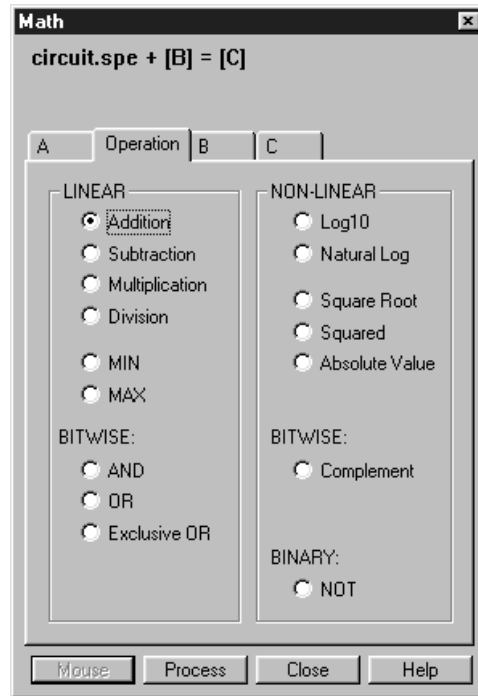 Math
circuit.spe + [B] = [C]
A Operation B C
LINEAR
Addition
Subtraction
Multiplication
Division
MIN
MAX
BITWISE:
AND
OR
Exclusive OR
NON-LINEAR
Log10
Natural Log
Square Root
Squared
Absolute Value
BITWISE:
Complement
BINARY:
NOT
Mouse Process Close Help